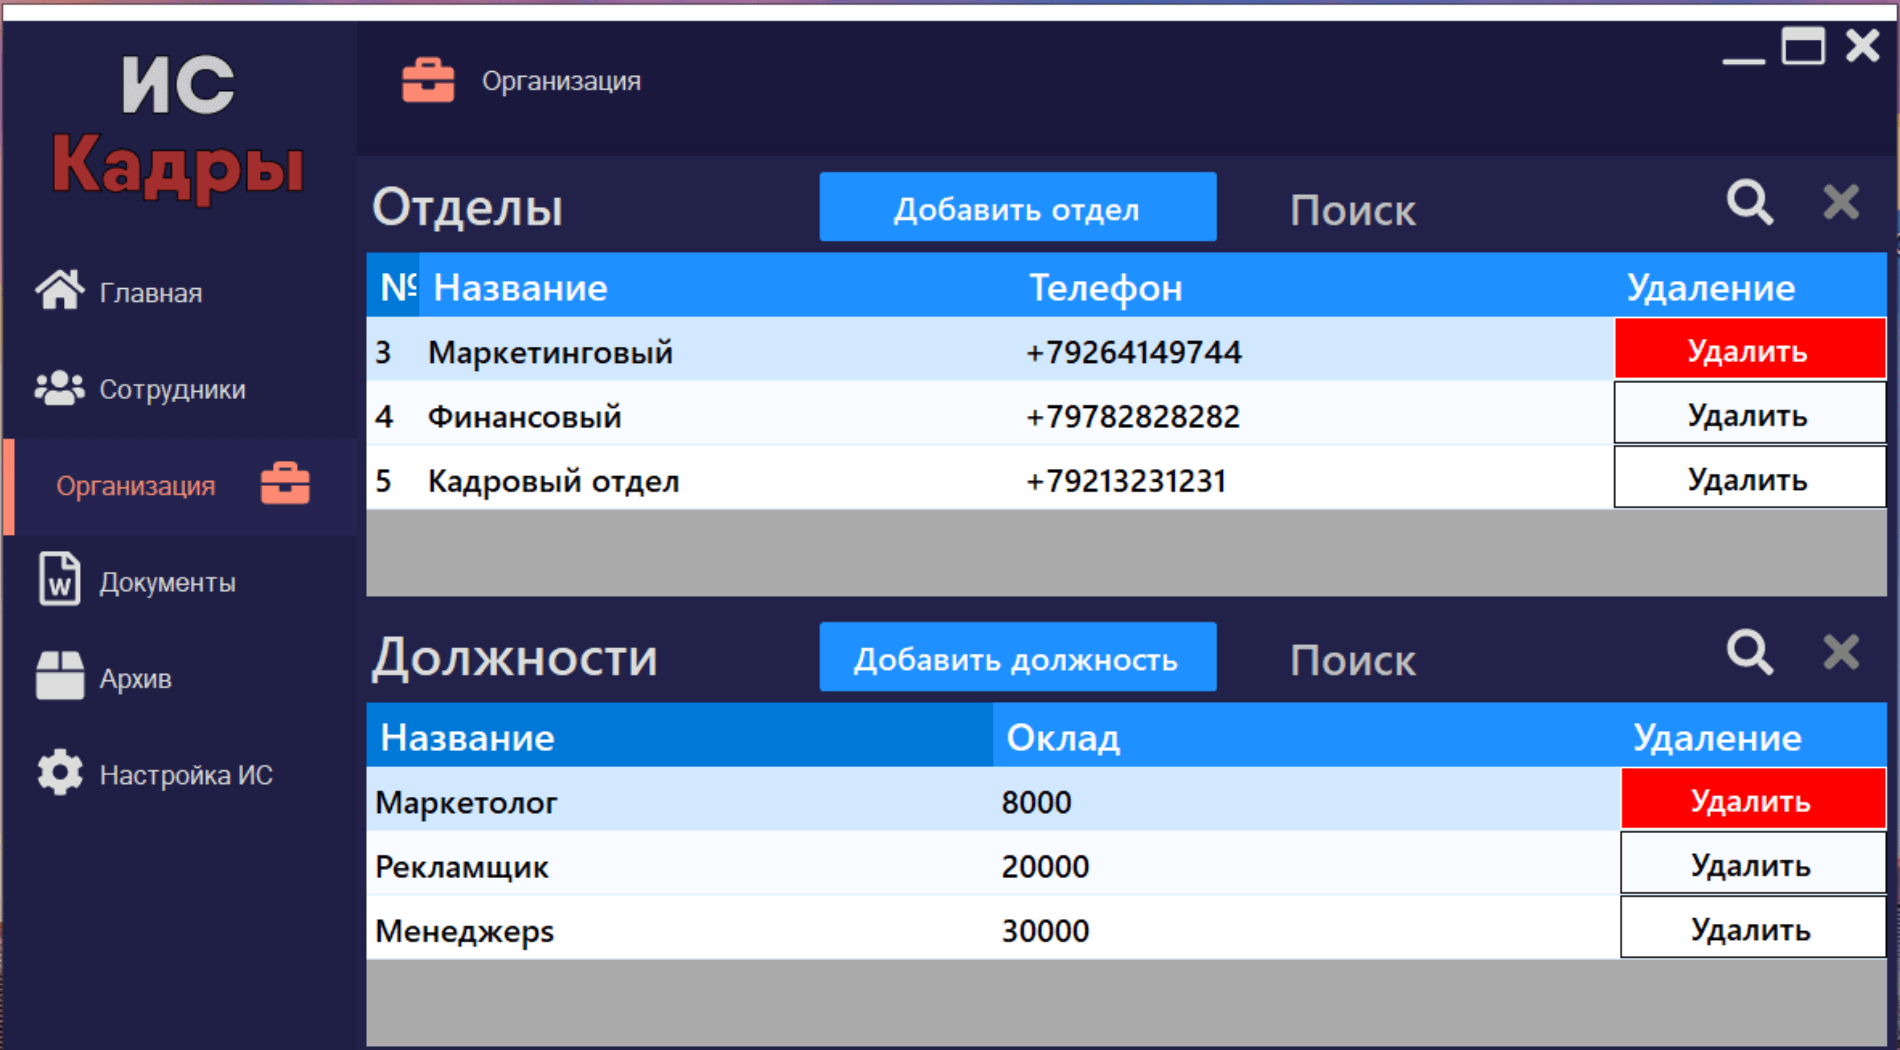 ИС
Кадры
Главная
Сотрудники
Организация
Документы
Архив
Настройка ИС
Организация
Отделы Добавить отдел Поиск
№ Название Телефон Удаление
3 Маркетинговый +79264149744 Удалить
4 Финансовый +79782828282 Удалить
5 Кадровый отдел +79213231231 Удалить
Должности Добавить должность Поиск
Название Оклад Удаление
Маркетолог 8000 Удалить
Рекламщик 20000 Удалить
Менеджерs 30000 Удалить